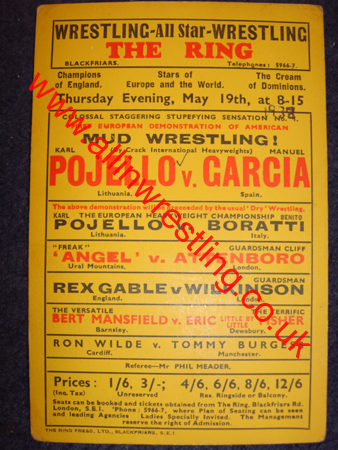 WRESTLING-All Star-WRESTLING
THE RING
BLACKFRIARS. Telephones: 5966-7.
Champions of England. Stars of Europe and the World. The Cream of Dominions.
Thursday Evening, May 19th, at 8-15
1938
COLOSSAL STAGGERING STUPEFYING SENSATION No. 4.
EUROPEAN DEMONSTRATION OF AMERICAN
MUD WRESTLING!
KARL (by Crack International Heavyweights) MANUEL
POJELLO v. GARCIA
Lithuania. Spain.
The above demonstration will be preceeded by the usual 'Dry' Wrestling.
KARL THE EUROPEAN HEAVYWEIGHT CHAMPIONSHIP BENITO
POJELLO v. BORATTI
Lithuania. Italy.
"FREAK" GUARDSMAN CLIFF
'ANGEL' v. ATTENBORO
Ural Mountains. London.
GUARDSMAN
REX GABLE v WILKINSON
England. London.
THE VERSATILE THE TERRIFIC
BERT MANSFIELD v. ERIC LITTLE BY LITTLE FISHER
Barnsley. Dewsbury.
RON WILDE v. TOMMY BURGE
Cardiff. Manchester.
Referee—Mr PHIL MEADER.
Prices: 1/6, 3/-; 4/6, 6/6, 8/6, 12/6
(Inc. Tax) Unreserved Res. Ringside or Balcony.
Seats can be booked and tickets obtained from The Ring, Blackfriars Rd.
London, S.E.1. 'Phone: 5966-7, where Plan of Seating can be seen
and leading Agencies Ladies Specially Invited. The Management
reserve the right of Admission.
THE RING PRESS, LTD., BLACKFRIARS, S.E.1
www.allinwrestling.co.uk